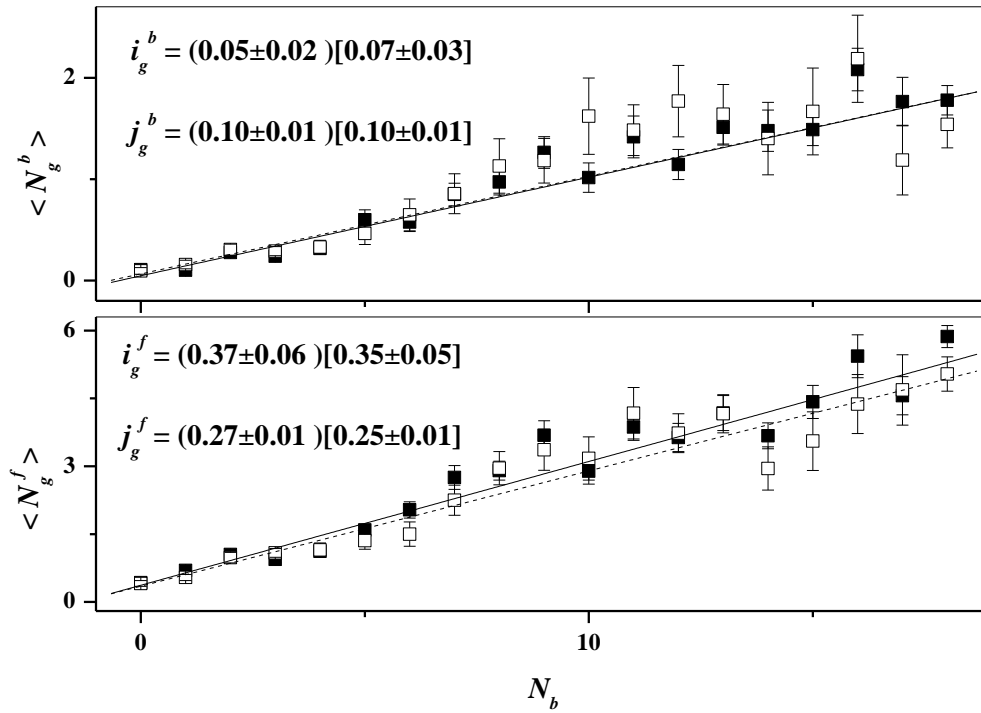 i_g^b = (0.05±0.02 )[0.07±0.03]
j_g^b = (0.10±0.01 )[0.10±0.01]
2
0
< N_g^b >
i_g^f = (0.37±0.06 )[0.35±0.05]
j_g^f = (0.27±0.01 )[0.25±0.01]
6
3
0
< N_g^f >
0 10
N_b